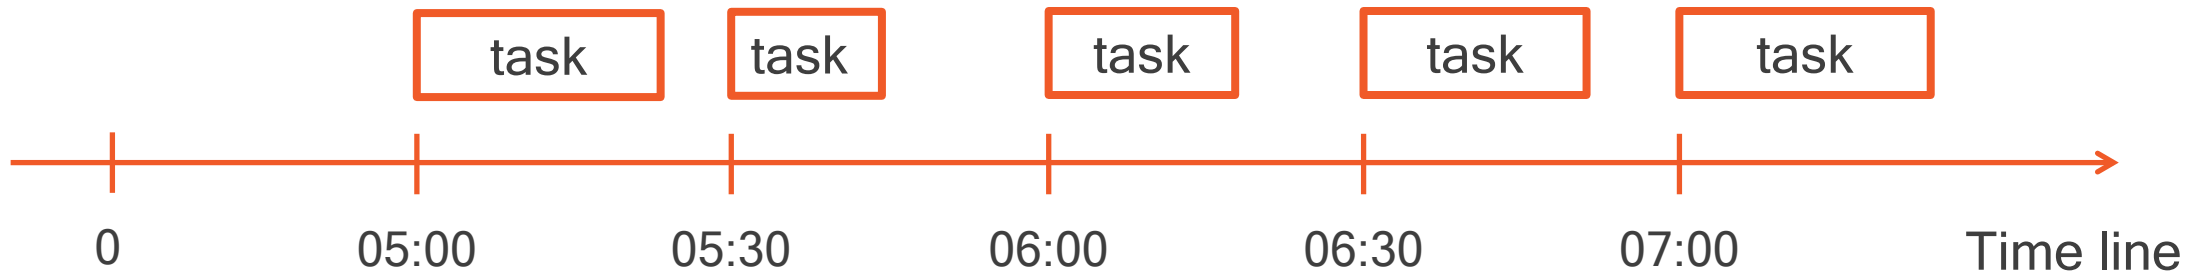 task task task task task
0 05:00 05:30 06:00 06:30 07:00 Time line